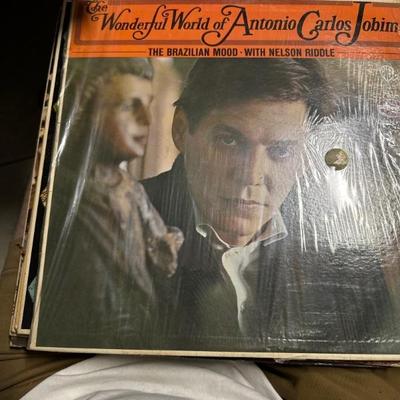 The Wonderful World of Antonio Carlos Jobim
THE BRAZILIAN MOOD · WITH NELSON RIDDLE